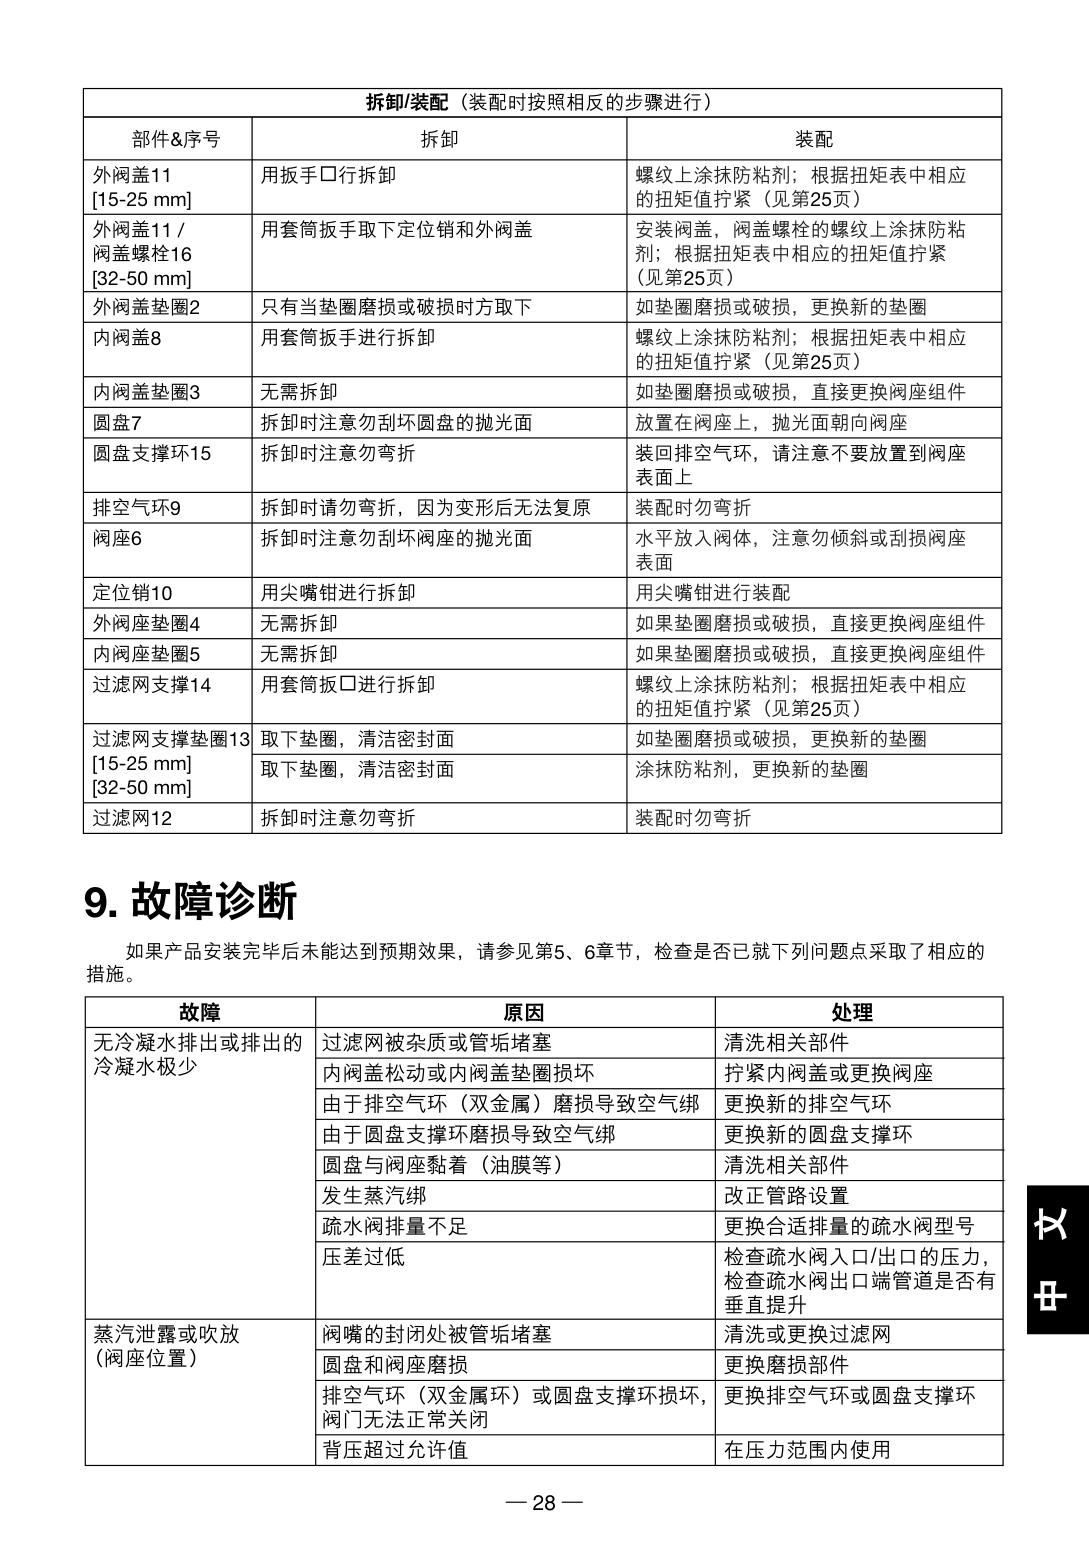 拆卸/装配（装配时按照相反的步骤进行）
部件&序号 拆卸 装配
外阀盖11 用扳手□行拆卸 螺纹上涂抹防粘剂；根据扭矩表中相应
[15-25 mm] 的扭矩值拧紧（见第25页）
外阀盖11 / 用套筒扳手取下定位销和外阀盖 安装阀盖，阀盖螺栓的螺纹上涂抹防粘
阀盖螺栓16 剂；根据扭矩表中相应的扭矩值拧紧
[32-50 mm] （见第25页）
外阀盖垫圈2 只有当垫圈磨损或破损时方取下 如垫圈磨损或破损，更换新的垫圈
内阀盖8 用套筒扳手进行拆卸 螺纹上涂抹防粘剂；根据扭矩表中相应
的扭矩值拧紧（见第25页）
内阀盖垫圈3 无需拆卸 如垫圈磨损或破损，直接更换阀座组件
圆盘7 拆卸时注意勿刮坏圆盘的抛光面 放置在阀座上，抛光面朝向阀座
圆盘支撑环15 拆卸时注意勿弯折 装回排空气环，请注意不要放置到阀座
表面上
排空气环9 拆卸时请勿弯折，因为变形后无法复原 装配时勿弯折
阀座6 拆卸时注意勿刮坏阀座的抛光面 水平放入阀体，注意勿倾斜或刮损阀座
表面
定位销10 用尖嘴钳进行拆卸 用尖嘴钳进行装配
外阀座垫圈4 无需拆卸 如果垫圈磨损或破损，直接更换阀座组件
内阀座垫圈5 无需拆卸 如果垫圈磨损或破损，直接更换阀座组件
过滤网支撑14 用套筒扳□进行拆卸 螺纹上涂抹防粘剂；根据扭矩表中相应
的扭矩值拧紧（见第25页）
过滤网支撑垫圈13 取下垫圈，清洁密封面 如垫圈磨损或破损，更换新的垫圈
[15-25 mm] 取下垫圈，清洁密封面 涂抹防粘剂，更换新的垫圈
[32-50 mm]
过滤网12 拆卸时注意勿弯折 装配时勿弯折
9. 故障诊断
如果产品安装完毕后未能达到预期效果，请参见第5、6章节，检查是否已就下列问题点采取了相应的
措施。
故障 原因 处理
无冷凝水排出或排出的 过滤网被杂质或管垢堵塞 清洗相关部件
冷凝水极少 内阀盖松动或内阀盖垫圈损坏 拧紧内阀盖或更换阀座
由于排空气环（双金属）磨损导致空气绑 更换新的排空气环
由于圆盘支撑环磨损导致空气绑 更换新的圆盘支撑环
圆盘与阀座黏着（油膜等） 清洗相关部件
发生蒸汽绑 改正管路设置
疏水阀排量不足 更换合适排量的疏水阀型号
压差过低 检查疏水阀入口/出口的压力，
检查疏水阀出口端管道是否有
垂直提升
蒸汽泄露或吹放 阀嘴的封闭处被管垢堵塞 清洗或更换过滤网
（阀座位置） 圆盘和阀座磨损 更换磨损部件
排空气环（双金属环）或圆盘支撑环损坏， 更换排空气环或圆盘支撑环
阀门无法正常关闭
背压超过允许值 在压力范围内使用
中 文
— 28 —